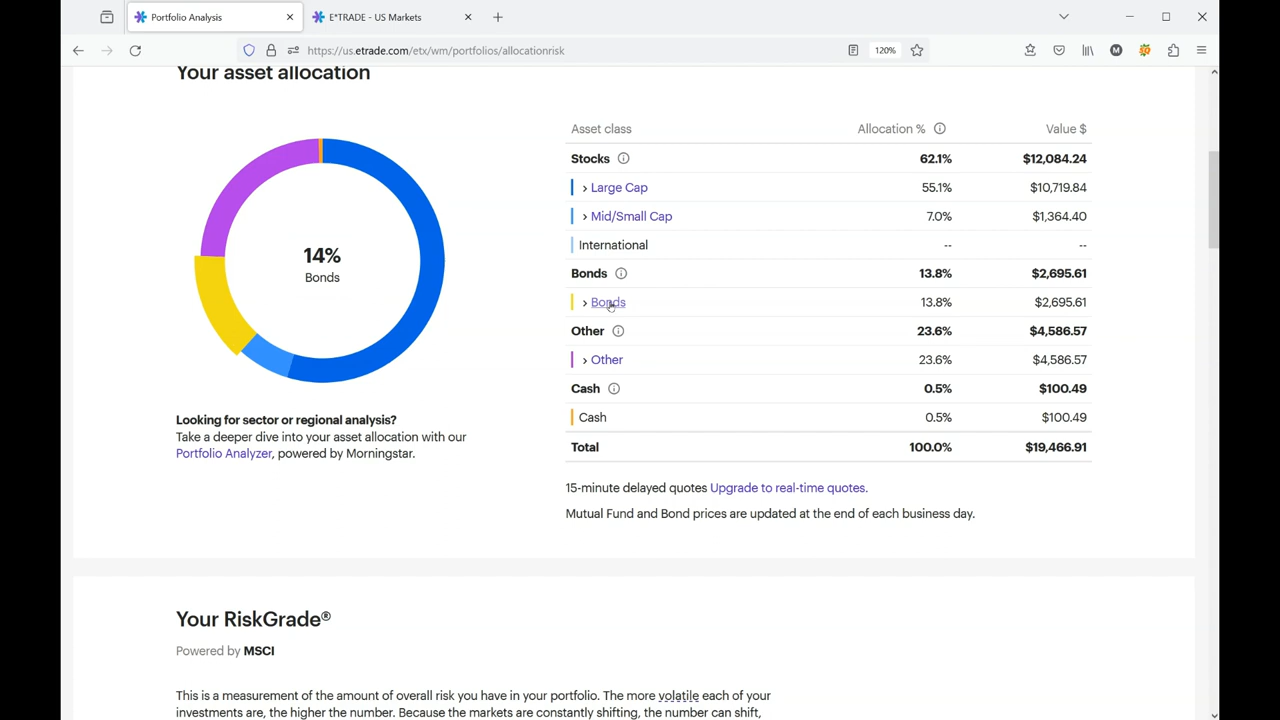 Portfolio Analysis
E*TRADE - US Markets
https://us.etrade.com/etx/wm/portfolios/allocationrisk
120%
M
Your asset allocation
14%
Bonds
Looking for sector or regional analysis?
Take a deeper dive into your asset allocation with our
Portfolio Analyzer, powered by Morningstar.
Asset class Allocation % Value $
Stocks 62.1% $12,084.24
Large Cap 55.1% $10,719.84
Mid/Small Cap 7.0% $1,364.40
International -- --
Bonds 13.8% $2,695.61
Bonds 13.8% $2,695.61
Other 23.6% $4,586.57
Other 23.6% $4,586.57
Cash 0.5% $100.49
Cash 0.5% $100.49
Total 100.0% $19,466.91
15-minute delayed quotes Upgrade to real-time quotes.
Mutual Fund and Bond prices are updated at the end of each business day.
Your RiskGrade®
Powered by MSCI
This is a measurement of the amount of overall risk you have in your portfolio. The more volatile each of your
investments are, the higher the number. Because the markets are constantly shifting, the number can shift,